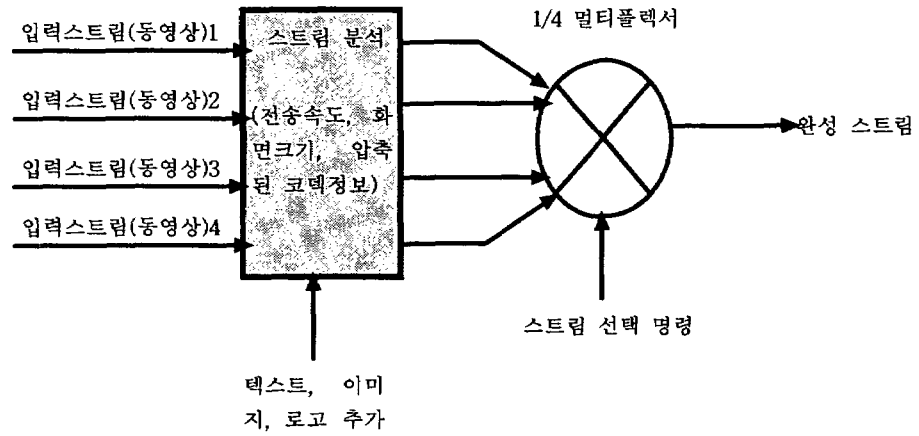 1/4 멀티플렉서
입력스트림(동영상)1
입력스트림(동영상)2
입력스트림(동영상)3
입력스트림(동영상)4
스트림 분석
(전송속도, 화
면크기, 압축
된 코덱정보)
완성 스트림
스트림 선택 명령
텍스트, 이미
지, 로고 추가